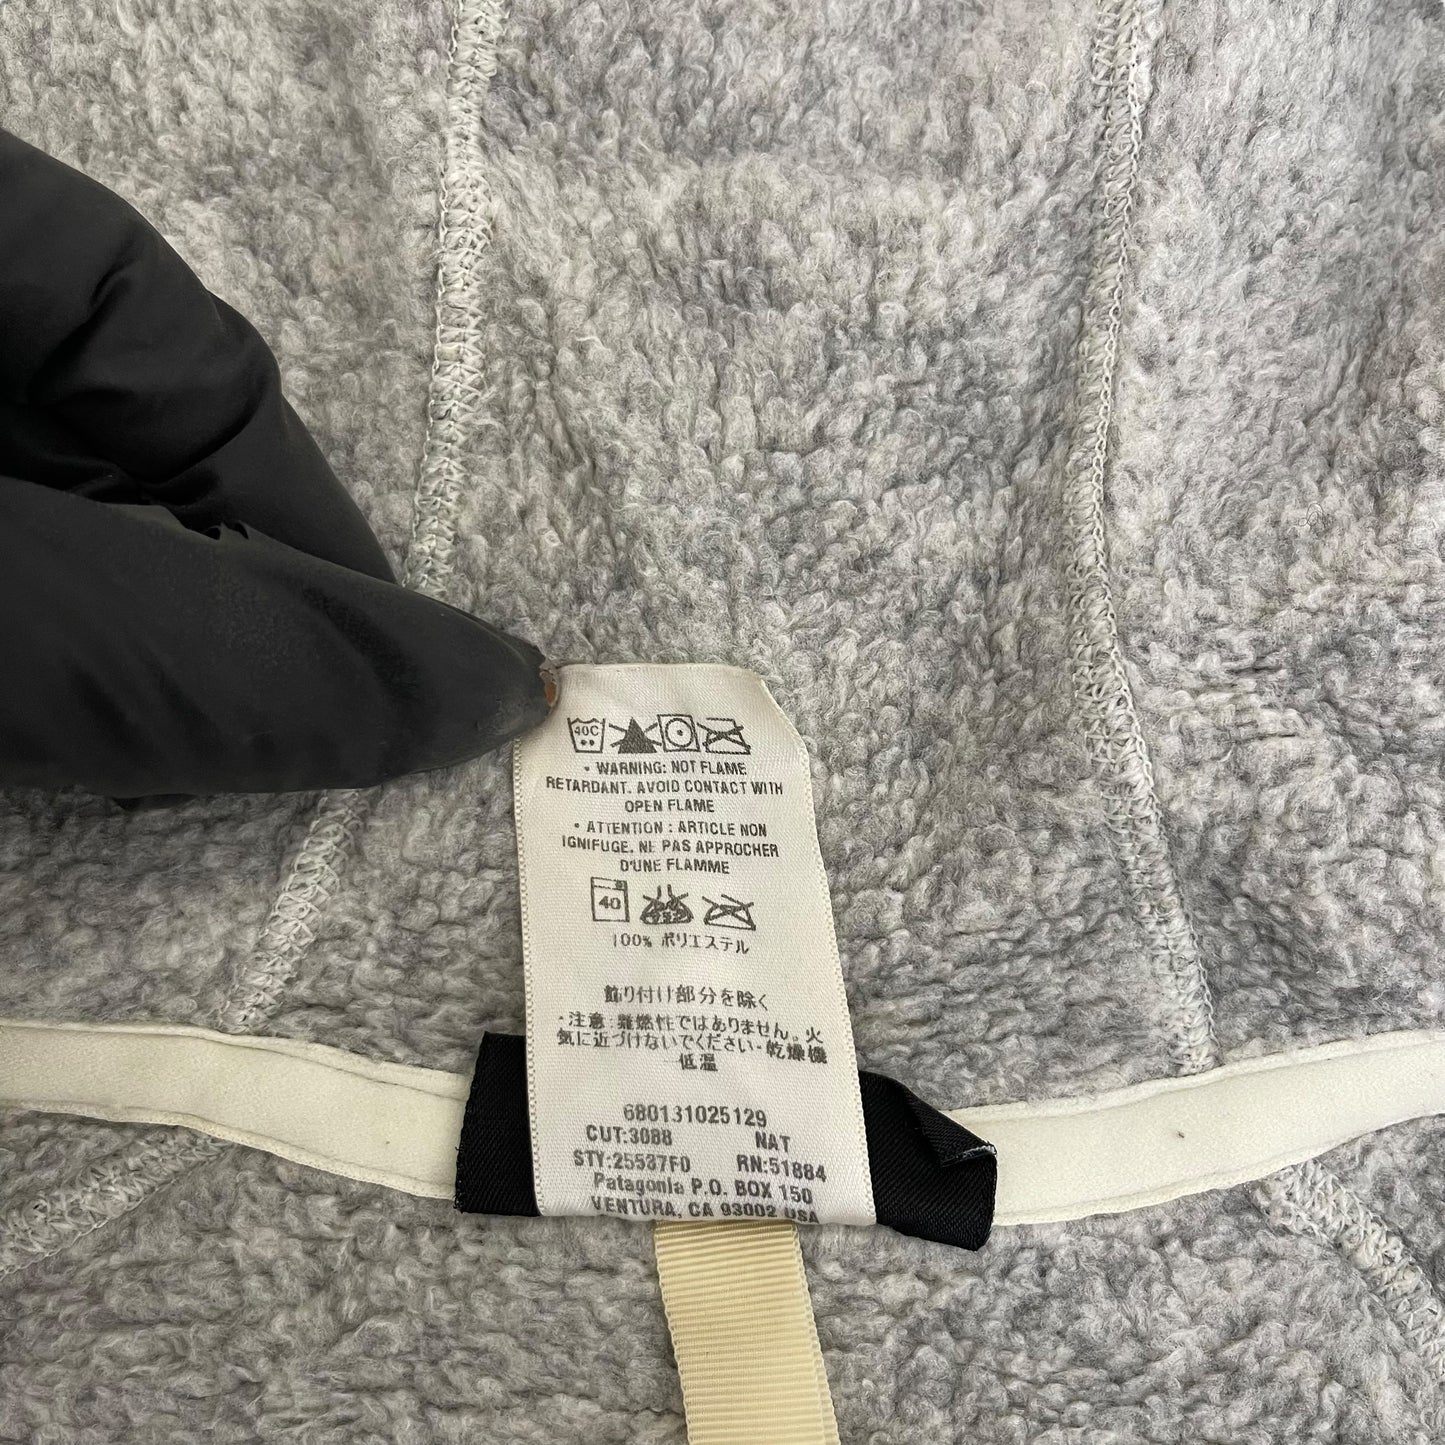 40C
• WARNING: NOT FLAME
RETARDANT. AVOID CONTACT WITH
OPEN FLAME
• ATTENTION : ARTICLE NON
IGNIFUGE. NE PAS APPROCHER
D'UNE FLAMME
40
100% ポリエステル
飾り付け部分を除く
・注意：難燃性ではありません。火
気に近づけないでください・乾燥機
低温
680131025129
CUT:3088 NAT
STY:25537F0 RN:51884
Patagonia P.O. BOX 150
VENTURA, CA 93002 USA